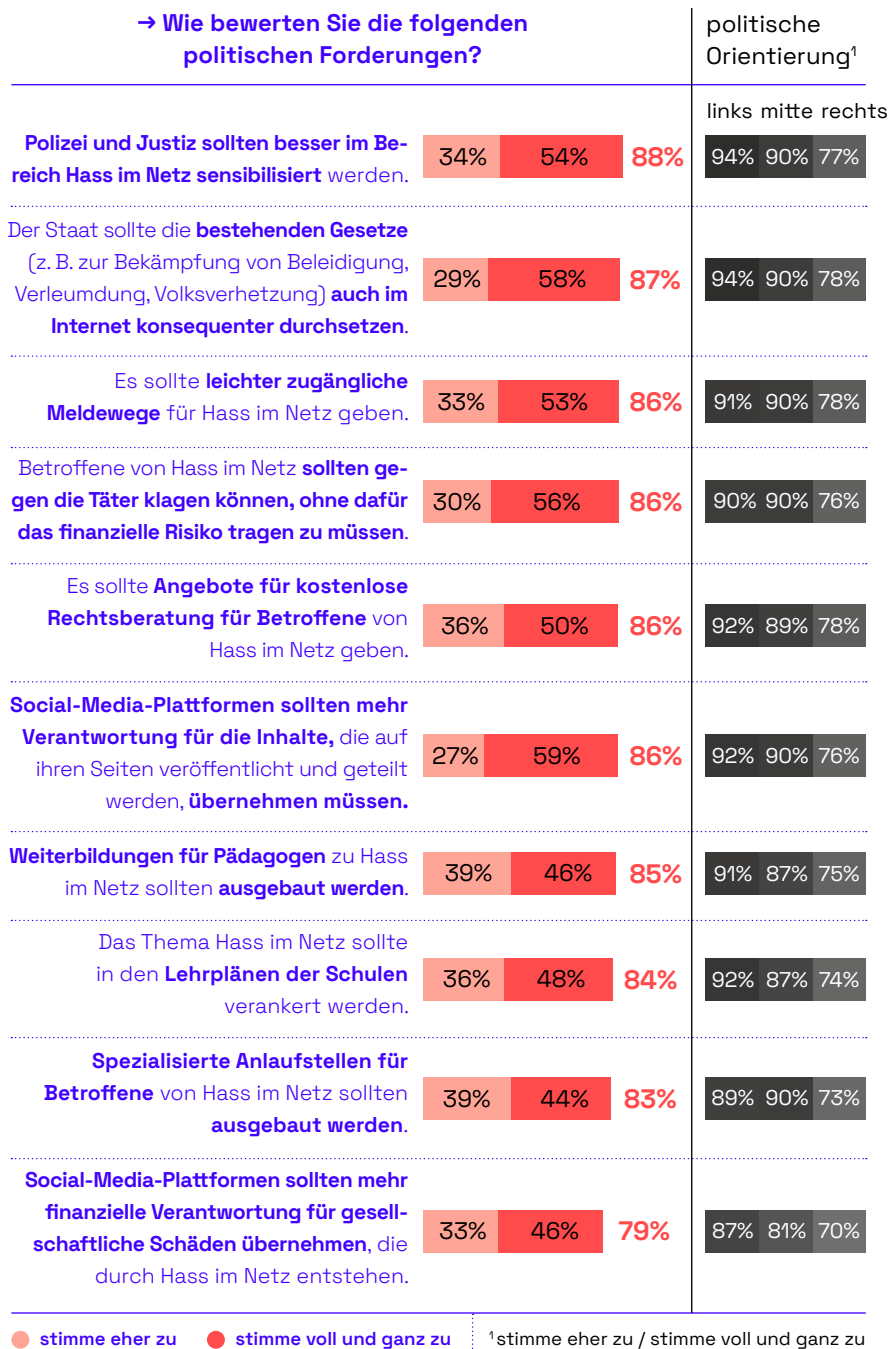 → Wie bewerten Sie die folgenden
politischen Forderungen?
politische
Orientierung¹
links mitte rechts
Polizei und Justiz sollten besser im Be-
reich Hass im Netz sensibilisiert werden.
34% 54% 88% 94% 90% 77%
Der Staat sollte die bestehenden Gesetze
(z. B. zur Bekämpfung von Beleidigung,
Verleumdung, Volksverhetzung) auch im
Internet konsequenter durchsetzen.
29% 58% 87% 94% 90% 78%
Es sollte leichter zugängliche
Meldewege für Hass im Netz geben.
33% 53% 86% 91% 90% 78%
Betroffene von Hass im Netz sollten ge-
gen die Täter klagen können, ohne dafür
das finanzielle Risiko tragen zu müssen.
30% 56% 86% 90% 90% 76%
Es sollte Angebote für kostenlose
Rechtsberatung für Betroffene von
Hass im Netz geben.
36% 50% 86% 92% 89% 78%
Social-Media-Plattformen sollten mehr
Verantwortung für die Inhalte, die auf
ihren Seiten veröffentlicht und geteilt
werden, übernehmen müssen.
27% 59% 86% 92% 90% 76%
Weiterbildungen für Pädagogen zu Hass
im Netz sollten ausgebaut werden.
39% 46% 85% 91% 87% 75%
Das Thema Hass im Netz sollte
in den Lehrplänen der Schulen
verankert werden.
36% 48% 84% 92% 87% 74%
Spezialisierte Anlaufstellen für
Betroffene von Hass im Netz sollten
ausgebaut werden.
39% 44% 83% 89% 90% 73%
Social-Media-Plattformen sollten mehr
finanzielle Verantwortung für gesell-
schaftliche Schäden übernehmen, die
durch Hass im Netz entstehen.
33% 46% 79% 87% 81% 70%
stimme eher zu stimme voll und ganz zu ¹stimme eher zu / stimme voll und ganz zu